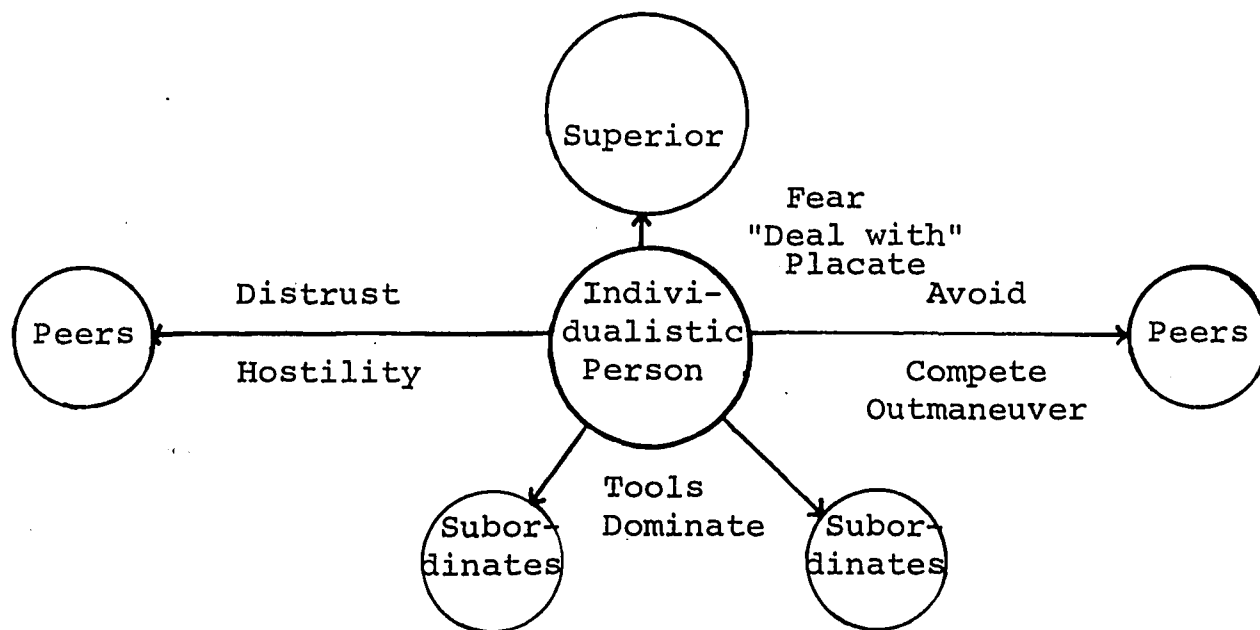 Superior
Fear
"Deal with"
Placate
Distrust
Hostility
Peers
Indivi-
dualistic
Person
Avoid
Compete
Outmaneuver
Peers
Tools
Dominate
Subor-
dinates
Subor-
dinates